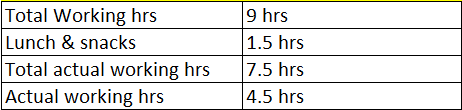 Total Working hrs 9 hrs
Lunch & snacks 1.5 hrs
Total actual working hrs 7.5 hrs
Actual working hrs 4.5 hrs